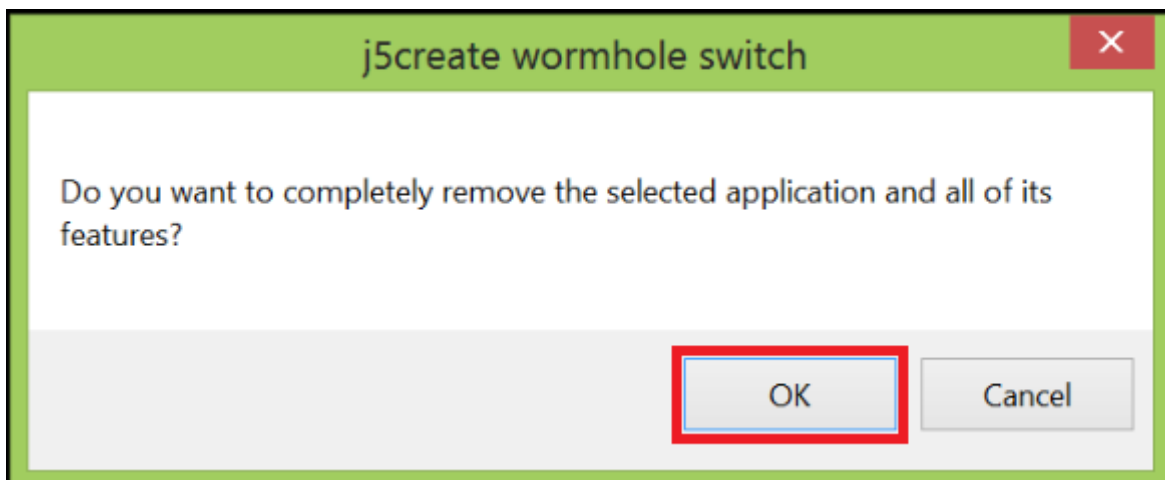 j5create wormhole switch
Do you want to completely remove the selected application and all of its
features?
OK
Cancel